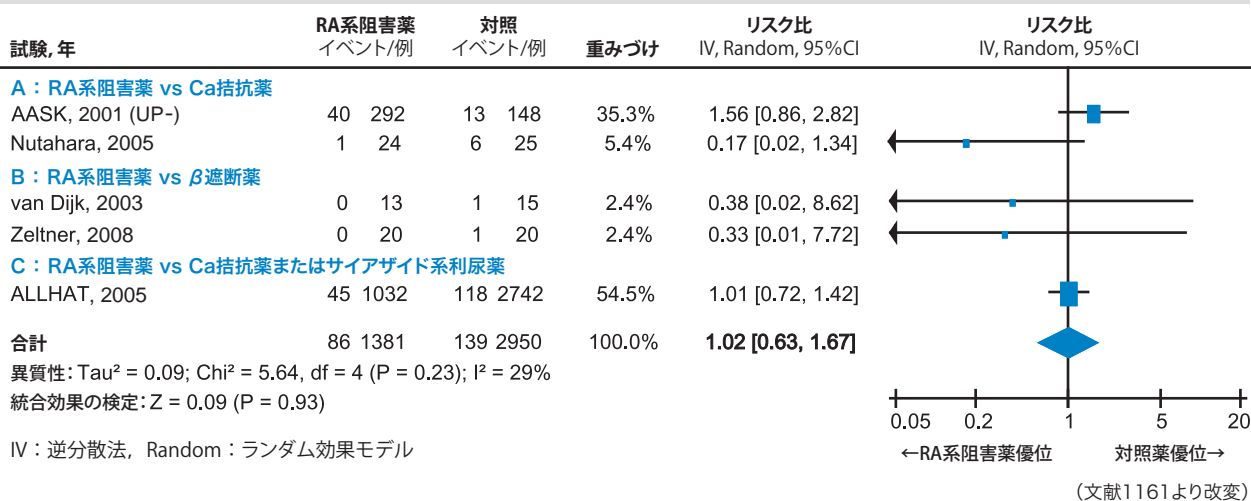 RA系阻害薬 対照 リスク比 リスク比
試験, 年 イベント/例 イベント/例 重みづけ IV, Random, 95%CI IV, Random, 95%CI
A：RA系阻害薬 vs Ca拮抗薬
AASK, 2001 (UP-) 40 292 13 148 35.3% 1.56 [0.86, 2.82]
Nutahara, 2005 1 24 6 25 5.4% 0.17 [0.02, 1.34]
B：RA系阻害薬 vs β遮断薬
van Dijk, 2003 0 13 1 15 2.4% 0.38 [0.02, 8.62]
Zeltner, 2008 0 20 1 20 2.4% 0.33 [0.01, 7.72]
C：RA系阻害薬 vs Ca拮抗薬またはサイアザイド系利尿薬
ALLHAT, 2005 45 1032 118 2742 54.5% 1.01 [0.72, 1.42]
合計 86 1381 139 2950 100.0% 1.02 [0.63, 1.67]
異質性：Tau² = 0.09; Chi² = 5.64, df = 4 (P = 0.23); I² = 29%
統合効果の検定：Z = 0.09 (P = 0.93)
0.05 0.2 1 5 20
IV：逆分散法，Random：ランダム効果モデル ←RA系阻害薬優位 対照薬優位→
（文献1161より改変）